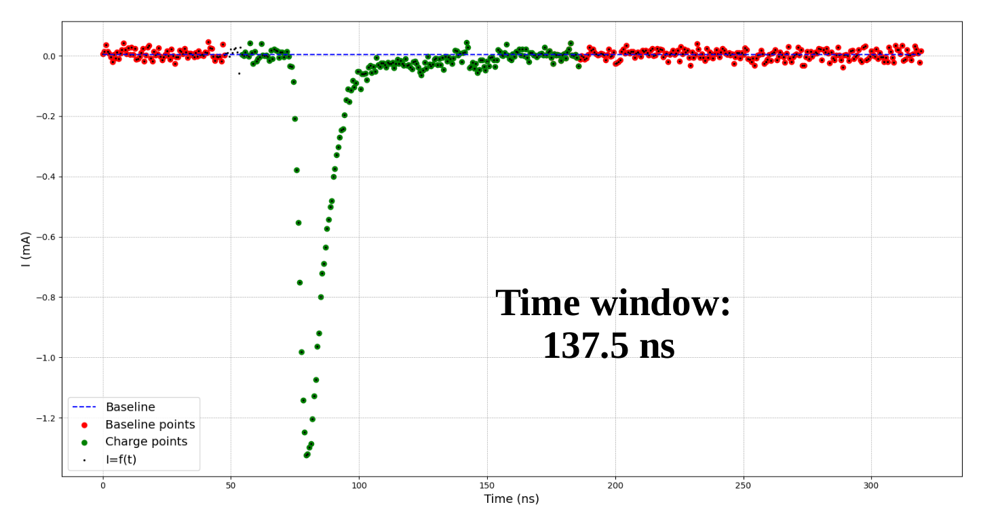 0.0
−0.2
−0.4
−0.6
−0.8
−1.0
−1.2
I (mA)
Time window:
137.5 ns
Baseline
Baseline points
Charge points
I=f(t)
0 50 100 150 200 250 300
Time (ns)